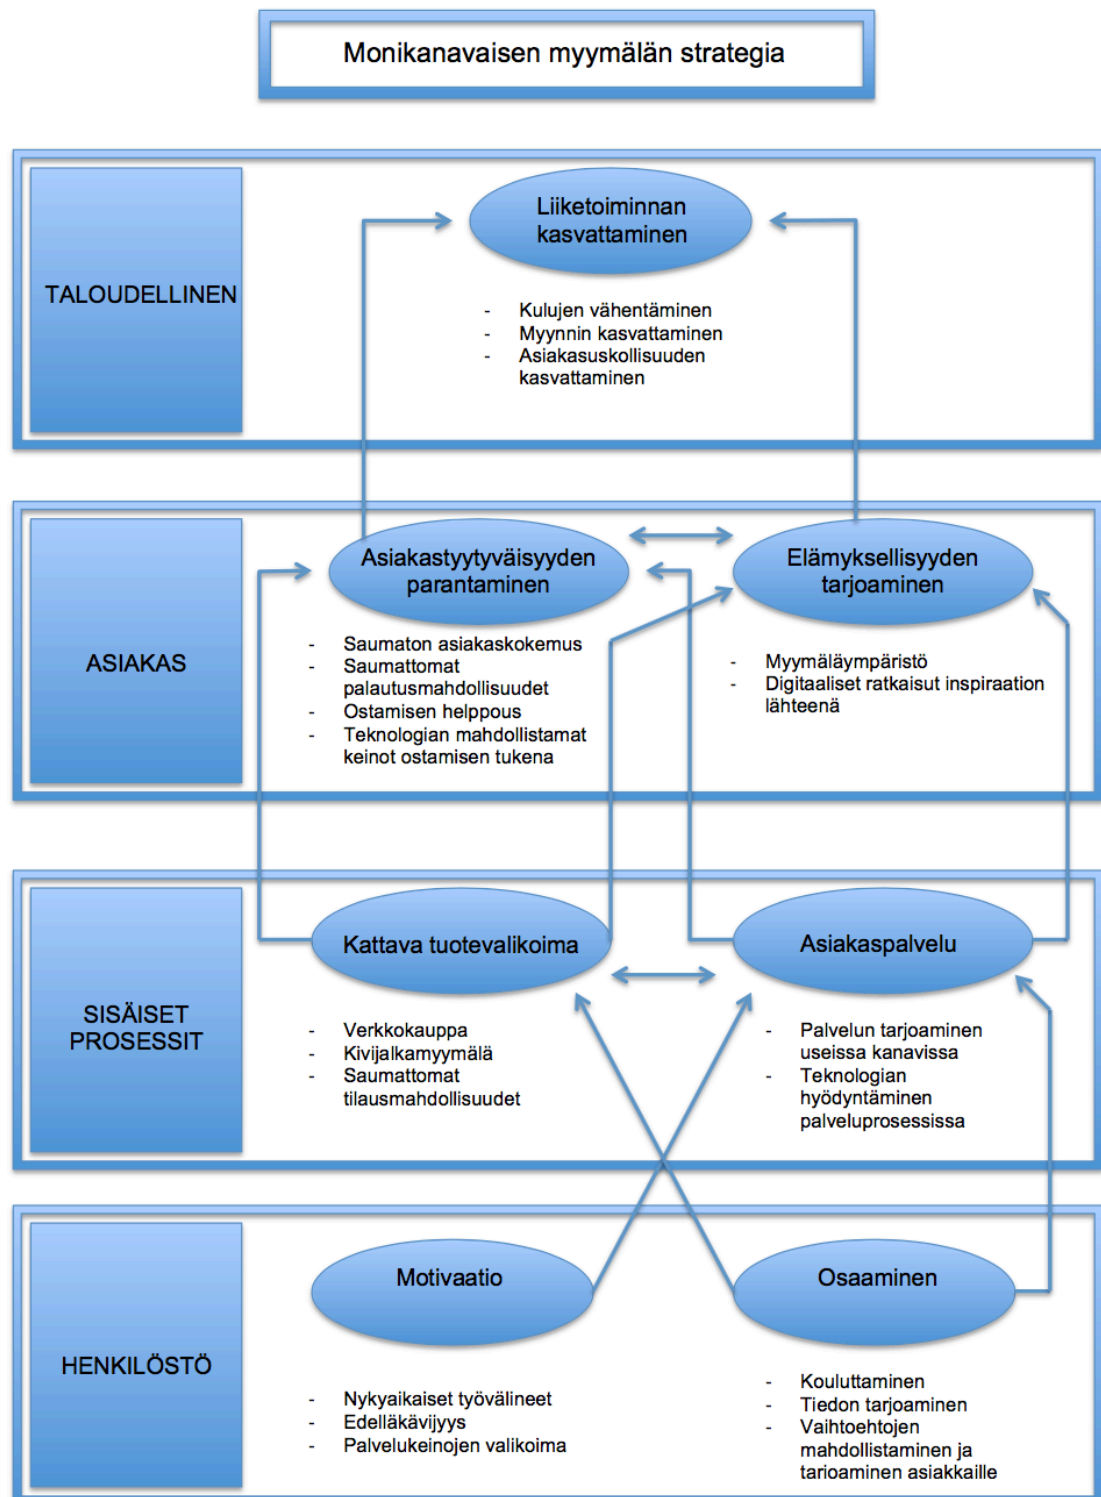 Monikanavaisen myymälän strategia
TALOUDELLINEN
Liiketoiminnan
kasvattaminen
- Kulujen vähentäminen
- Myynnin kasvattaminen
- Asiakasuskollisuuden
kasvattaminen
ASIAKAS
Asiakastyytyväisyyden
parantaminen
- Saumaton asiakaskokemus
- Saumattomat
palautusmahdollisuudet
- Ostamisen helppous
- Teknologian mahdollistamat
keinot ostamisen tukena
Elämyksellisyyden
tarjoaminen
- Myymäläympäristö
- Digitaaliset ratkaisut inspiraation
lähteenä
SISÄISET
PROSESSIT
Kattava tuotevalikoima
- Verkkokauppa
- Kivijalkamyymälä
- Saumattomat
tilausmahdollisuudet
Asiakaspalvelu
- Palvelun tarjoaminen
useissa kanavissa
- Teknologian
hyödyntäminen
palveluprosessissa
HENKILÖSTÖ
Motivaatio
- Nykyaikaiset työvälineet
- Edelläkävijyys
- Palvelukeinojen valikoima
Osaaminen
- Kouluttaminen
- Tiedon tarjoaminen
- Vaihtoehtojen
mahdollistaminen ja
tarjoaminen asiakkaille